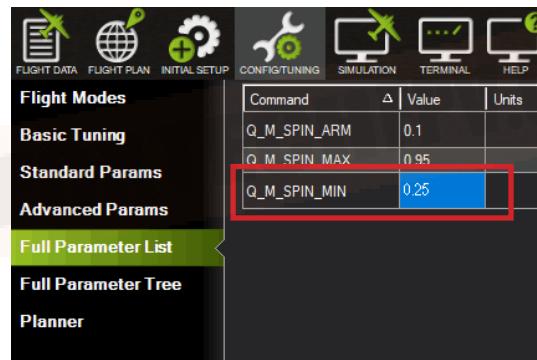 FLIGHT DATA FLIGHT PLAN INITIAL SETUP CONFIG/TUNING SIMULATION TERMINAL HELP
Flight Modes
Basic Tuning
Standard Params
Advanced Params
Full Parameter List
Full Parameter Tree
Planner
Command Value Units
Q_M_SPIN_ARM 0.1
Q_M_SPIN_MAX 0.95
Q_M_SPIN_MIN 0.25